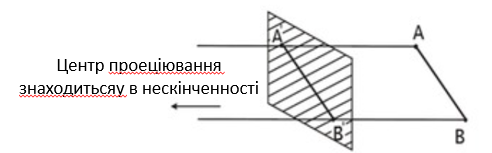 A
A'
Центр проеціювання
знаходитьсяу в нескінченності
B'
B